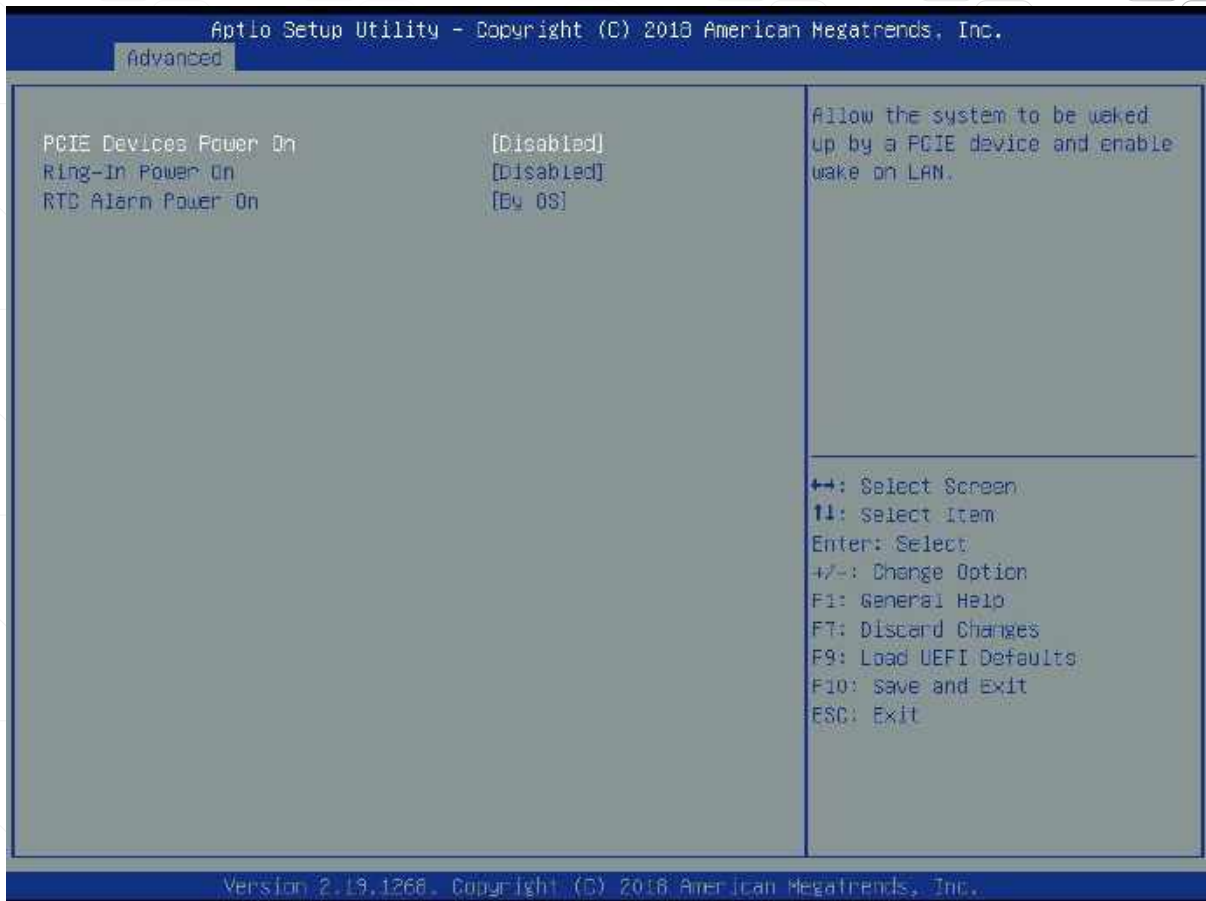 Aptio Setup Utility - Copyright (C) 2018 American Megatrends, Inc.
Advanced
PCIE Devices Power On [Disabled]
Ring-In Power On [Disabled]
RTC Alarm Power On [By OS]
Allow the system to be waked
up by a PCIE device and enable
wake on LAN.
↔: Select Screen
↑↓: Select Item
Enter: Select
+/-: Change Option
F1: General Help
F7: Discard Changes
F9: Load UEFI Defaults
F10: Save and Exit
ESC: Exit
Version 2.19.1268. Copyright (C) 2018 American Megatrends, Inc.